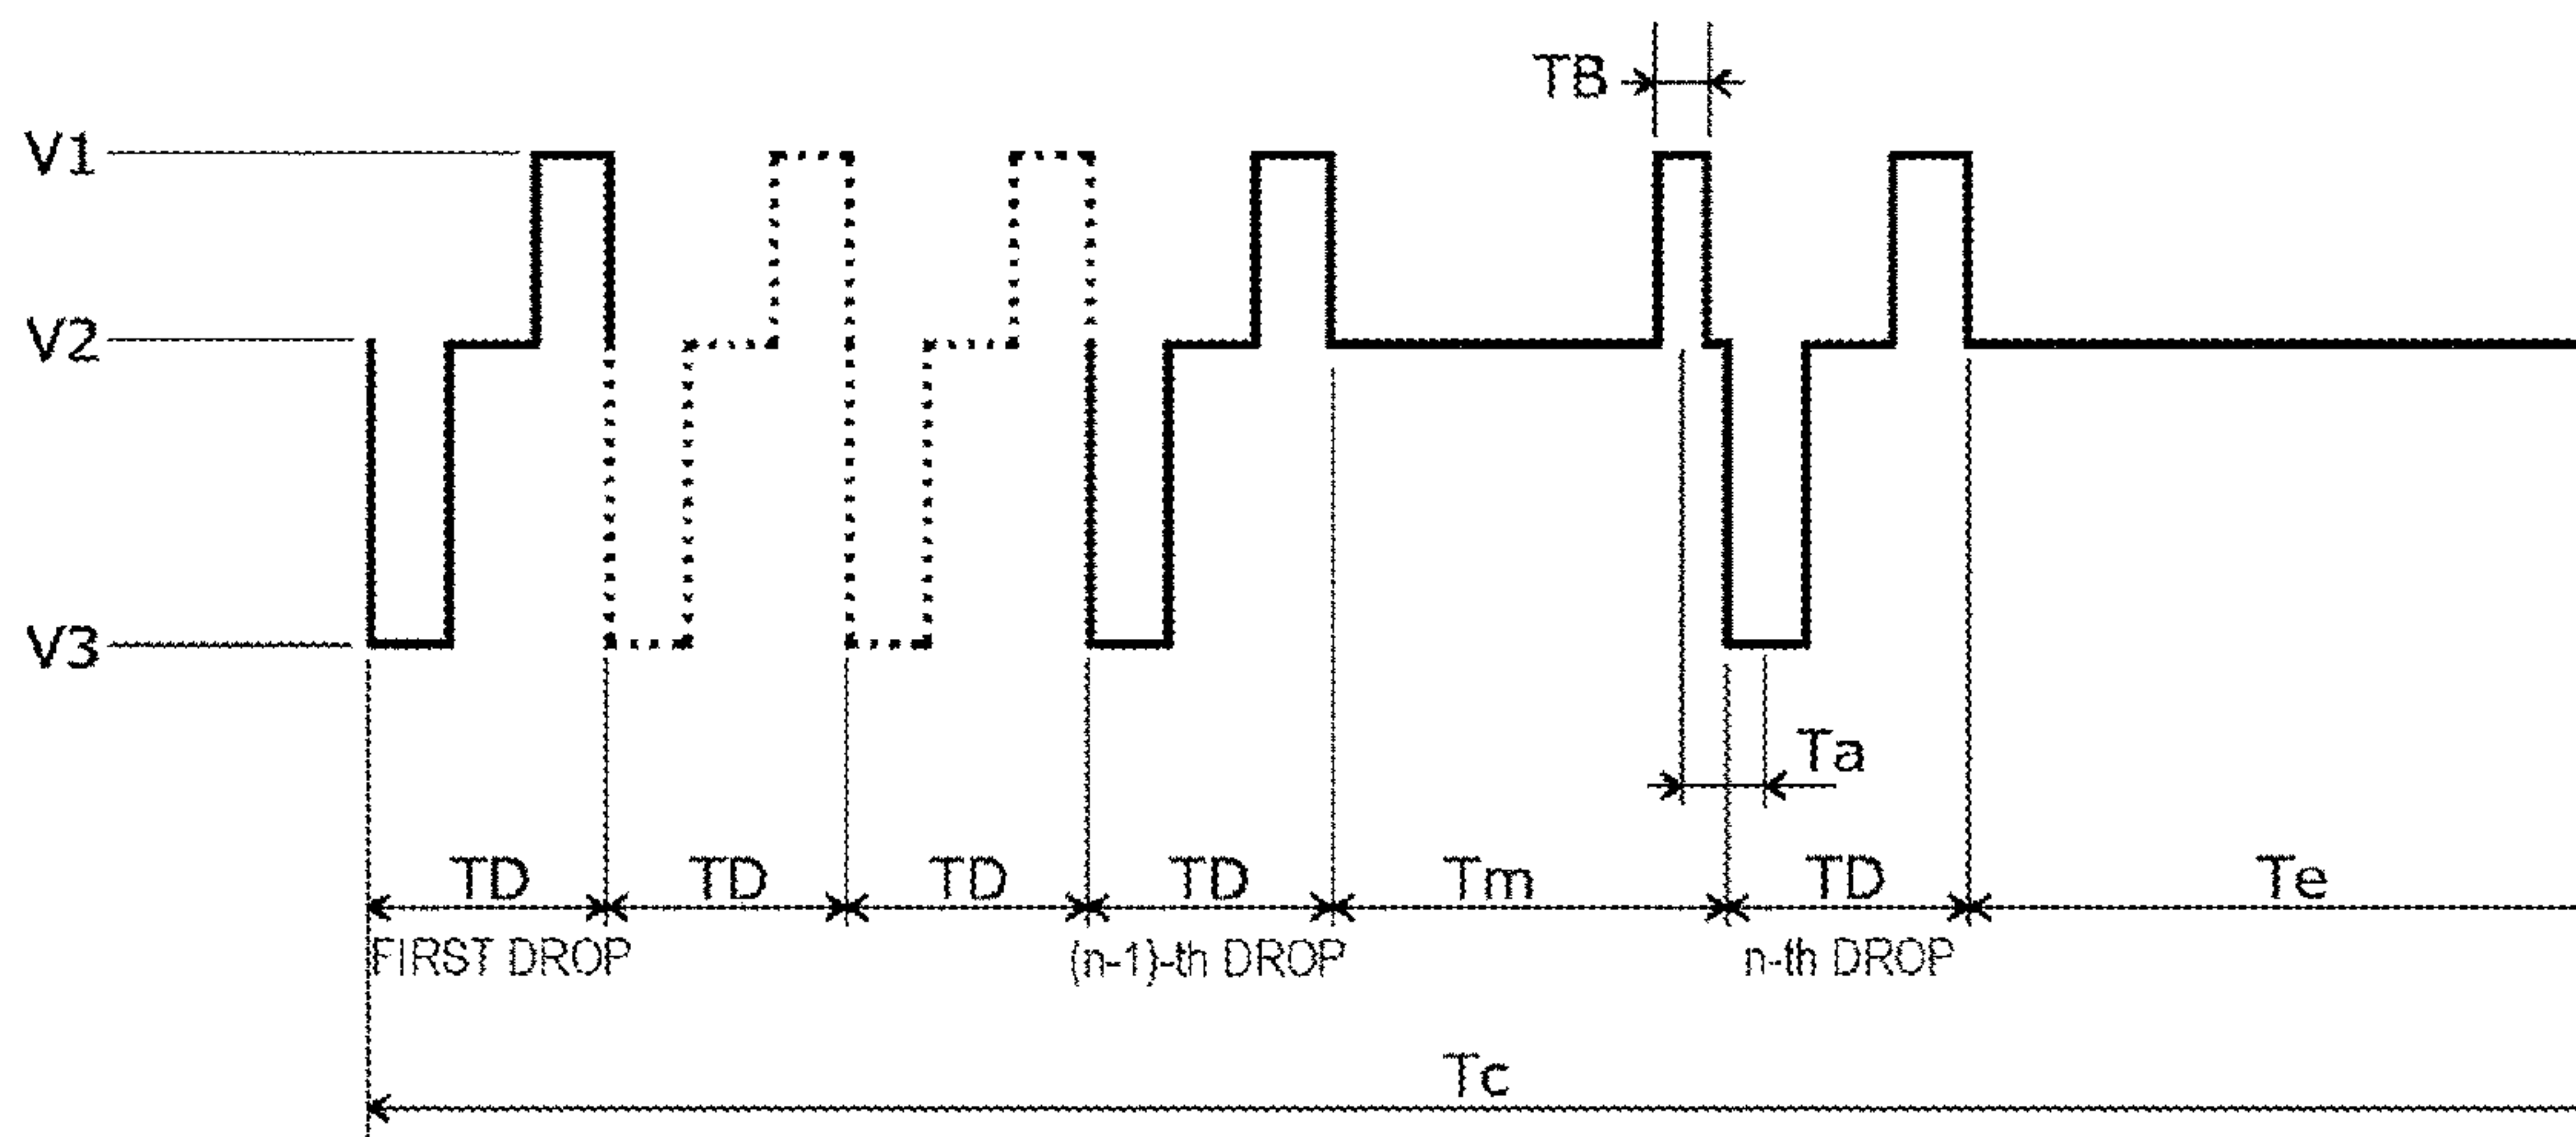 TB
V1
V2
V3
Ta
TD TD TD TD Tm TD Te
FIRST DROP (n-1)-th DROP n-th DROP
Tc